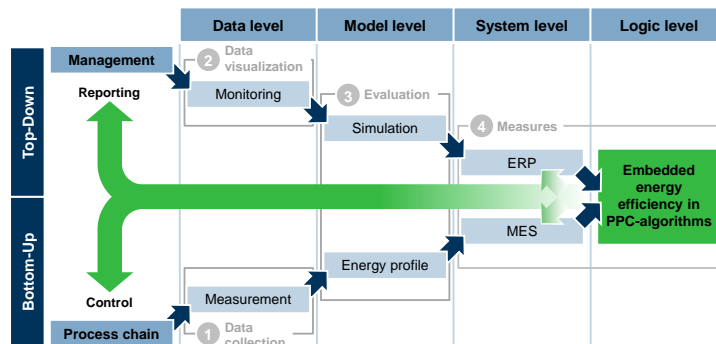 Data level
Model level
System level
Logic level
Top-Down
Bottom-Up
Management
2 Data
visualization
Monitoring
Reporting
3 Evaluation
Simulation
4 Measures
ERP
Embedded
energy
efficiency in
PPC-algorithms
MES
Energy profile
Control
Measurement
Process chain
1 Data
collection